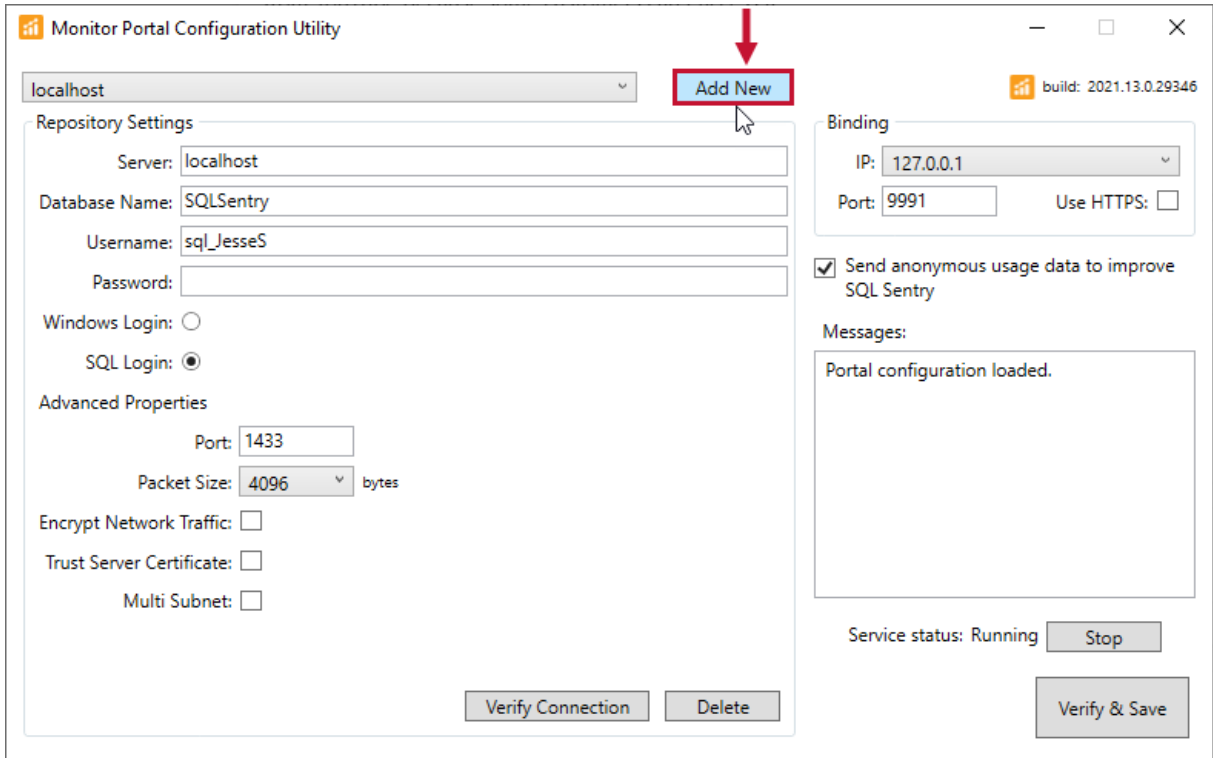 Monitor Portal Configuration Utility
localhost
Add New
build: 2021.13.0.29346
Repository Settings
Server: localhost
Database Name: SQLSentry
Username: sql_JesseS
Password:
Windows Login:
SQL Login:
Advanced Properties
Port: 1433
Packet Size: 4096 bytes
Encrypt Network Traffic:
Trust Server Certificate:
Multi Subnet:
Verify Connection
Delete
Binding
IP: 127.0.0.1
Port: 9991
Use HTTPS:
Send anonymous usage data to improve
SQL Sentry
Messages:
Portal configuration loaded.
Service status: Running
Stop
Verify & Save